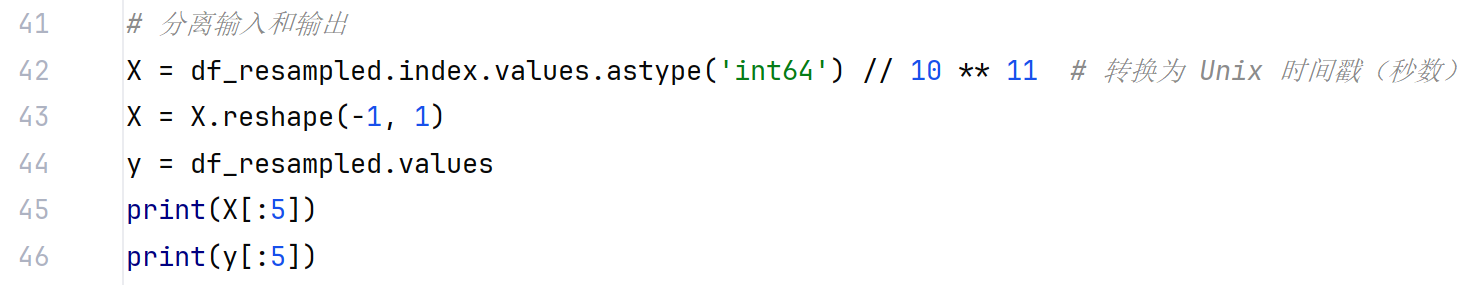 41 # 分离输入和输出
42 X = df_resampled.index.values.astype('int64') // 10 ** 11  # 转换为 Unix 时间戳（秒数）
43 X = X.reshape(-1, 1)
44 y = df_resampled.values
45 print(X[:5])
46 print(y[:5])